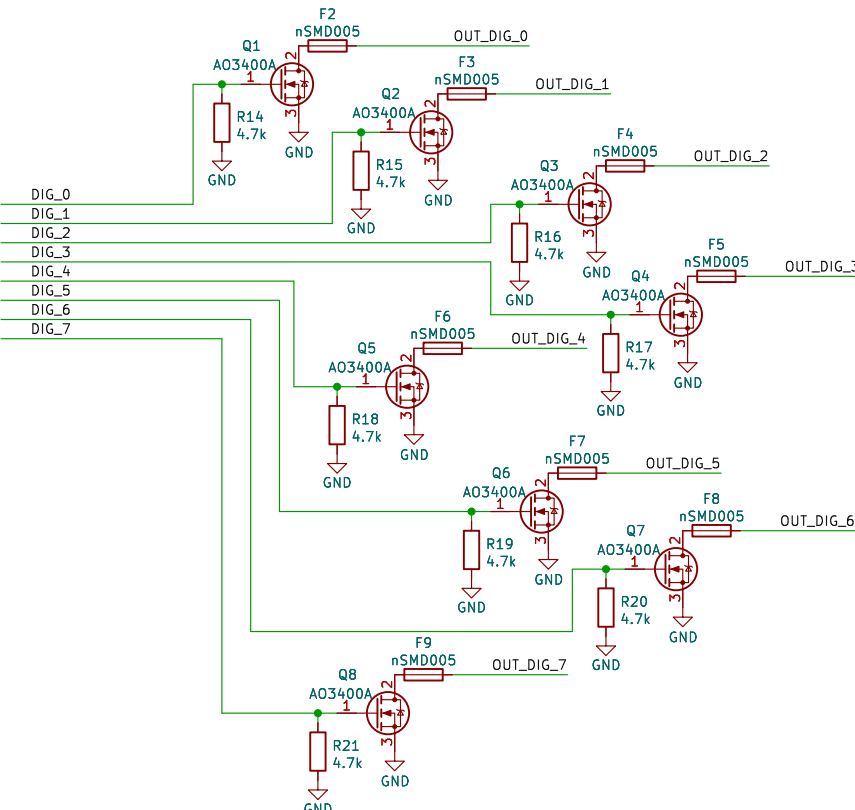 F2
nSMD005
OUT_DIG_0
Q1
AO3400A
2
1
3
R14
4.7k
GND
GND
F3
nSMD005
OUT_DIG_1
Q2
AO3400A
2
1
3
R15
4.7k
GND
GND
F4
nSMD005
OUT_DIG_2
Q3
AO3400A
2
1
3
R16
4.7k
GND
GND
DIG_0
DIG_1
DIG_2
DIG_3
DIG_4
DIG_5
DIG_6
DIG_7
F5
nSMD005
OUT_DIG_3
Q4
AO3400A
2
1
3
R17
4.7k
GND
GND
F6
nSMD005
OUT_DIG_4
Q5
AO3400A
2
1
3
R18
4.7k
GND
GND
F7
nSMD005
OUT_DIG_5
Q6
AO3400A
2
1
3
R19
4.7k
GND
GND
F8
nSMD005
OUT_DIG_6
Q7
AO3400A
2
1
3
R20
4.7k
GND
GND
F9
nSMD005
OUT_DIG_7
Q8
AO3400A
2
1
3
R21
4.7k
GND
GND